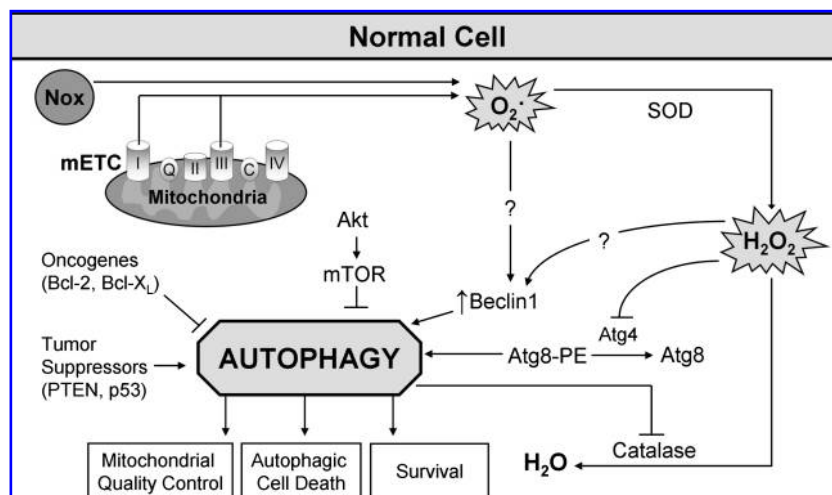 Normal Cell
Nox
O₂·
SOD
mETC
I
Q
II
III
C
IV
Mitochondria
?
Akt
?
H₂O₂
mTOR
Oncogenes
(Bcl-2, Bcl-X_L)
↑Beclin1
Atg4
Tumor
Suppressors
(PTEN, p53)
AUTOPHAGY
Atg8-PE
Atg8
Mitochondrial
Quality Control
Autophagic
Cell Death
Survival
H₂O
Catalase